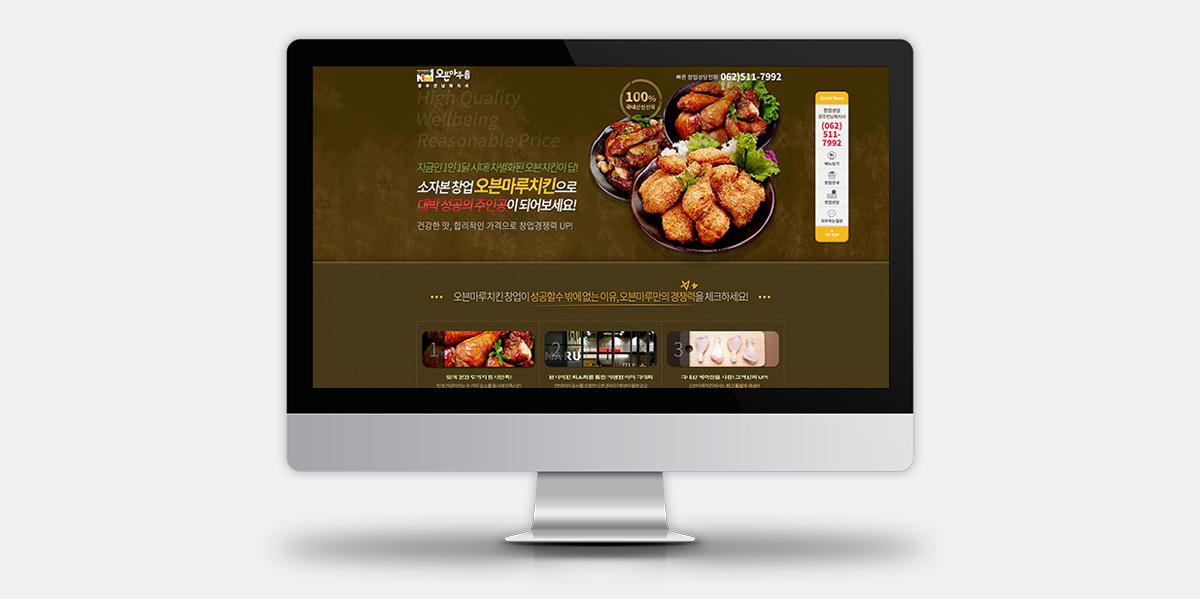 오븐마루
광주전남북지사
빠른 창업상담전화 062)511-7992
High Quality
Wellbeing
Reasonable Price
100%
국내산신선육
지금인 1인 1닭 시대! 차별화된 오븐치킨이 답!
소자본 창업 오븐마루치킨으로
대박 성공의 주인공이 되어보세요!
건강한 맛, 합리적인 가격으로 창업경쟁력 UP!
Quick Menu
창업상담
광주전남북지사
(062)
511-
7992
메뉴보기
창업안내
창업상담
자주하는질문
TO TOP
오븐마루치킨 창업이 성공할수 밖에 없는 이유, 오븐마루만의 경쟁력을 체크하세요!
1
2
MARU
3